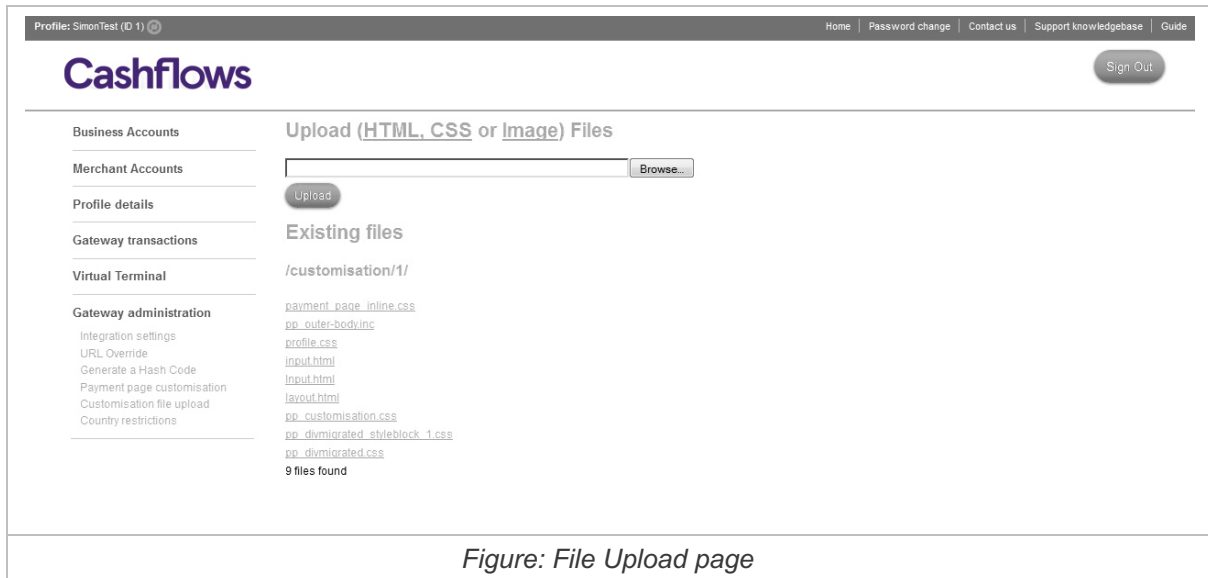 Profile: SimonTest (ID 1)
Home | Password change | Contact us | Support knowledgebase | Guide
Cashflows
Sign Out
Business Accounts
Merchant Accounts
Profile details
Gateway transactions
Virtual Terminal
Gateway administration
Integration settings
URL Override
Generate a Hash Code
Payment page customisation
Customisation file upload
Country restrictions
Upload (HTML, CSS or Image) Files
Browse...
Upload
Existing files
/customisation/1/
payment_page_inline.css
pp_outer-body.inc
profile.css
input.html
Input.html
layout.html
pp_customisation.css
pp_divmigrated_styleblock_1.css
pp_divmigrated.css
9 files found
Figure: File Upload page